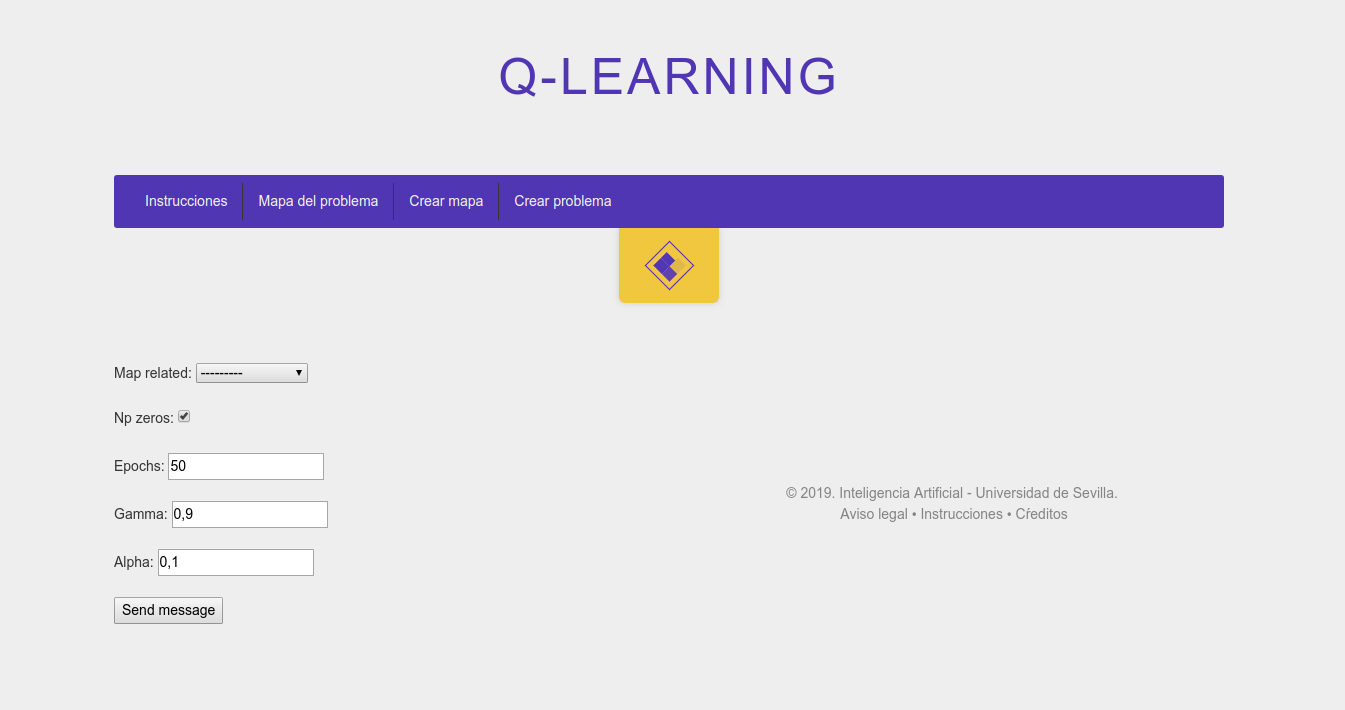 Q-LEARNING
Instrucciones Mapa del problema Crear mapa Crear problema
Map related: ---------
Np zeros:
Epochs: 50
Gamma: 0,9
Alpha: 0,1
Send message
© 2019. Inteligencia Artificial - Universidad de Sevilla.
Aviso legal • Instrucciones • Cŕeditos